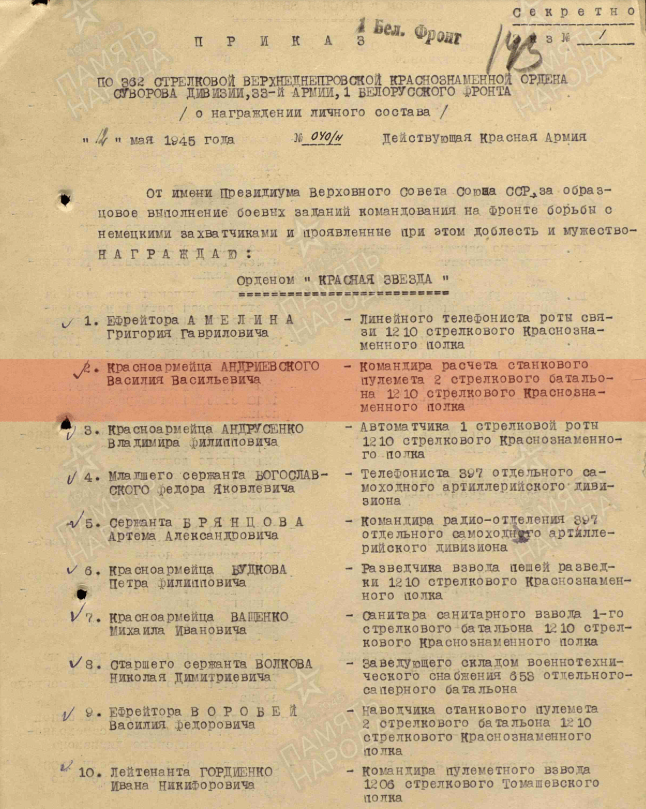 Секретно
1 Бел. Фронт
Экз № 1
П Р И К А З
143
ПО 362 СТРЕЛКОВОЙ ВЕРХНЕДНЕПРОВСКОЙ КРАСНОЗНАМЕННОЙ ОРДЕНА
СУВОРОВА ДИВИЗИИ, 33-Й АРМИИ, 1 БЕЛОРУССКОГО ФРОНТА
/ о награждении личного состава /
" 12 " мая 1945 года № 040/н Действующая Красная Армия
От имени Президиума Верховного Совета Союза ССР, за образ-
цовое выполнение боевых заданий командования на фронте борьбы с
немецкими захватчиками и проявленные при этом доблесть и мужество-
Н А Г Р А Ж Д А Ю :
Орденом " КРАСНАЯ ЗВЕЗДА "
1. Ефрейтора А М Е Л И Н А - Линейного телефониста роты свя-
Григория Гавриловича зи 1210 стрелкового Краснозна-
менного полка
2. Красноармейца АНДРИЕВСКОГО - Командира расчета станкового
Василия Васильевича пулемета 2 стрелкового батальо-
на 1210 стрелкового Краснозна-
менного полка
3. Красноармейца АНДРУСЕНКО - Автоматчика 1 стрелковой роты
Владимира Филипповича 1210 стрелкового Краснознаменно-
го полка
4. Младшего сержанта БОГОСЛАВ- - Телефониста 397 отдельного са-
СКОГО Федора Яковлевича моходного артиллерийского диви-
зиона
5. Сержанта Б Р Я Н Ц О В А - Командира радио-отделения 397
Артема Александровича отдельного самоходного артилле-
рийского дивизиона
6. Красноармейца БУДКОВА - Разведчика взвода пешей развед-
Петра Филипповича ки 1210 стрелкового Краснознамен-
ного полка
7. Красноармейца ВАЩЕНКО - Санитара санитарного взвода 1-го
Михаила Ивановича стрелкового батальона 1210 стрел-
кового Краснознаменного полка
8. Старшего сержанта ВОЛКОВА - Заведующего складом военнотехни-
Николая Димитриевича ческого снабжения 653 отдельного-
саперного батальона
9. Ефрейтора В О Р О Б Е Й - Наводчика станкового пулемета
Василия Федоровича 2 стрелкового батальона 1210
стрелкового Краснознаменного
полка
10. Лейтенанта ГОРДИЕНКО - Командира пулеметного взвода
Ивана Никифоровича 1206 стрелкового Томашевского
полка
ПАМЯТЬ
НАРОДА